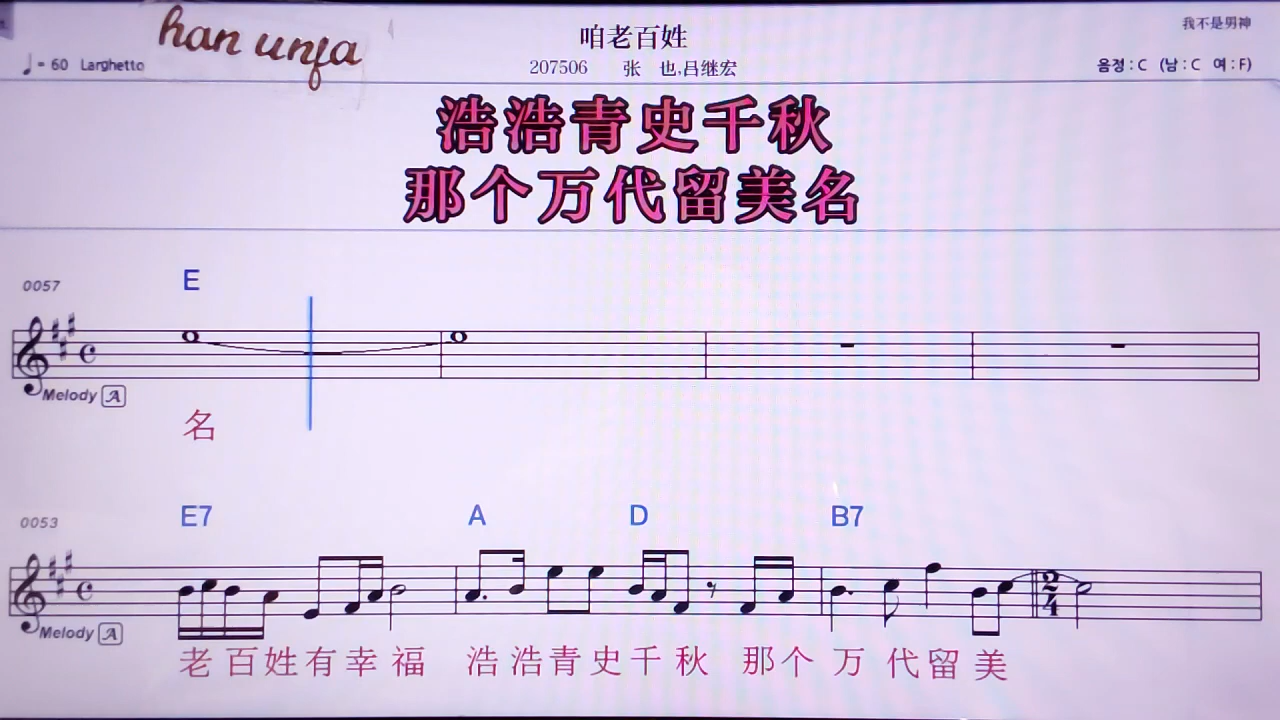 han unfa
咱老百姓
我不是男神
♩= 60 Larghetto
207506 张 也,吕继宏
음정 : C (남 : C 여 : F)
浩浩青史千秋
那个万代留美名
0057
E
Melody A
名
0053
E7 A D B7
2
4
Melody A
老百姓有幸福 浩浩青史千秋 那个万代留美